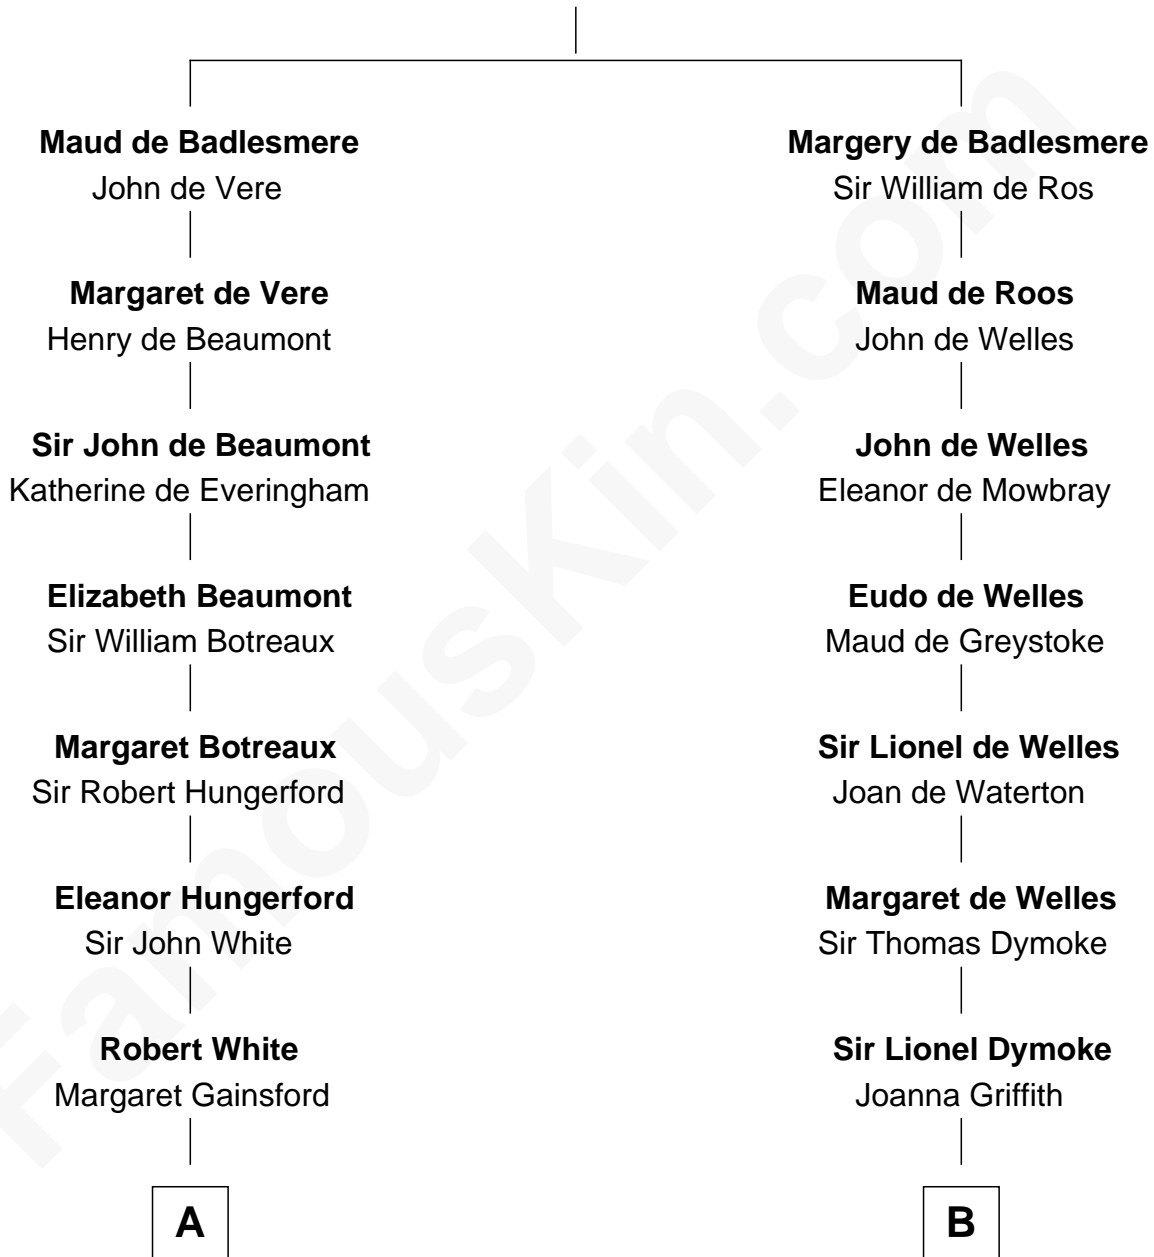 Maud de Badlesmere
John de Vere
Margaret de Vere
Henry de Beaumont
Sir John de Beaumont
Katherine de Everingham
Elizabeth Beaumont
Sir William Botreaux
Margaret Botreaux
Sir Robert Hungerford
Eleanor Hungerford
Sir John White
Robert White
Margaret Gainsford
A
Margery de Badlesmere
Sir William de Ros
Maud de Roos
John de Welles
John de Welles
Eleanor de Mowbray
Eudo de Welles
Maud de Greystoke
Sir Lionel de Welles
Joan de Waterton
Margaret de Welles
Sir Thomas Dymoke
Sir Lionel Dymoke
Joanna Griffith
B
FamousKin.com